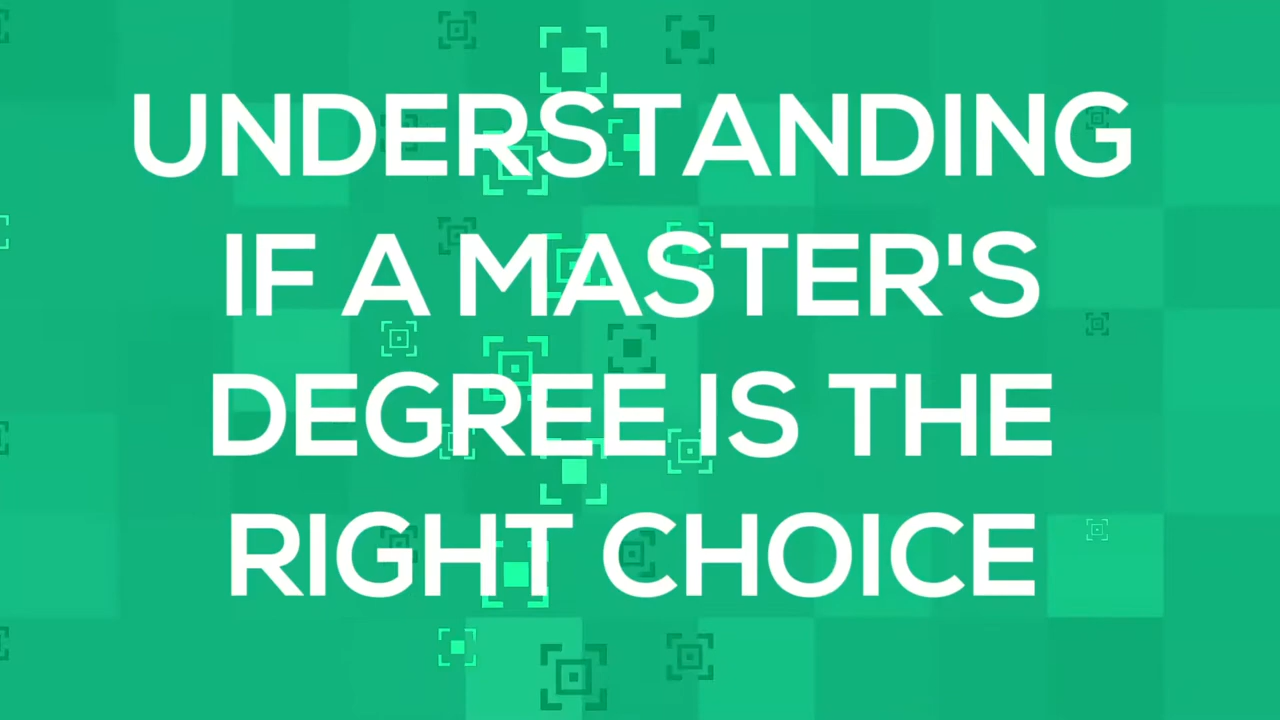 UNDERSTANDING
IF A MASTER'S
DEGREE IS THE
RIGHT CHOICE